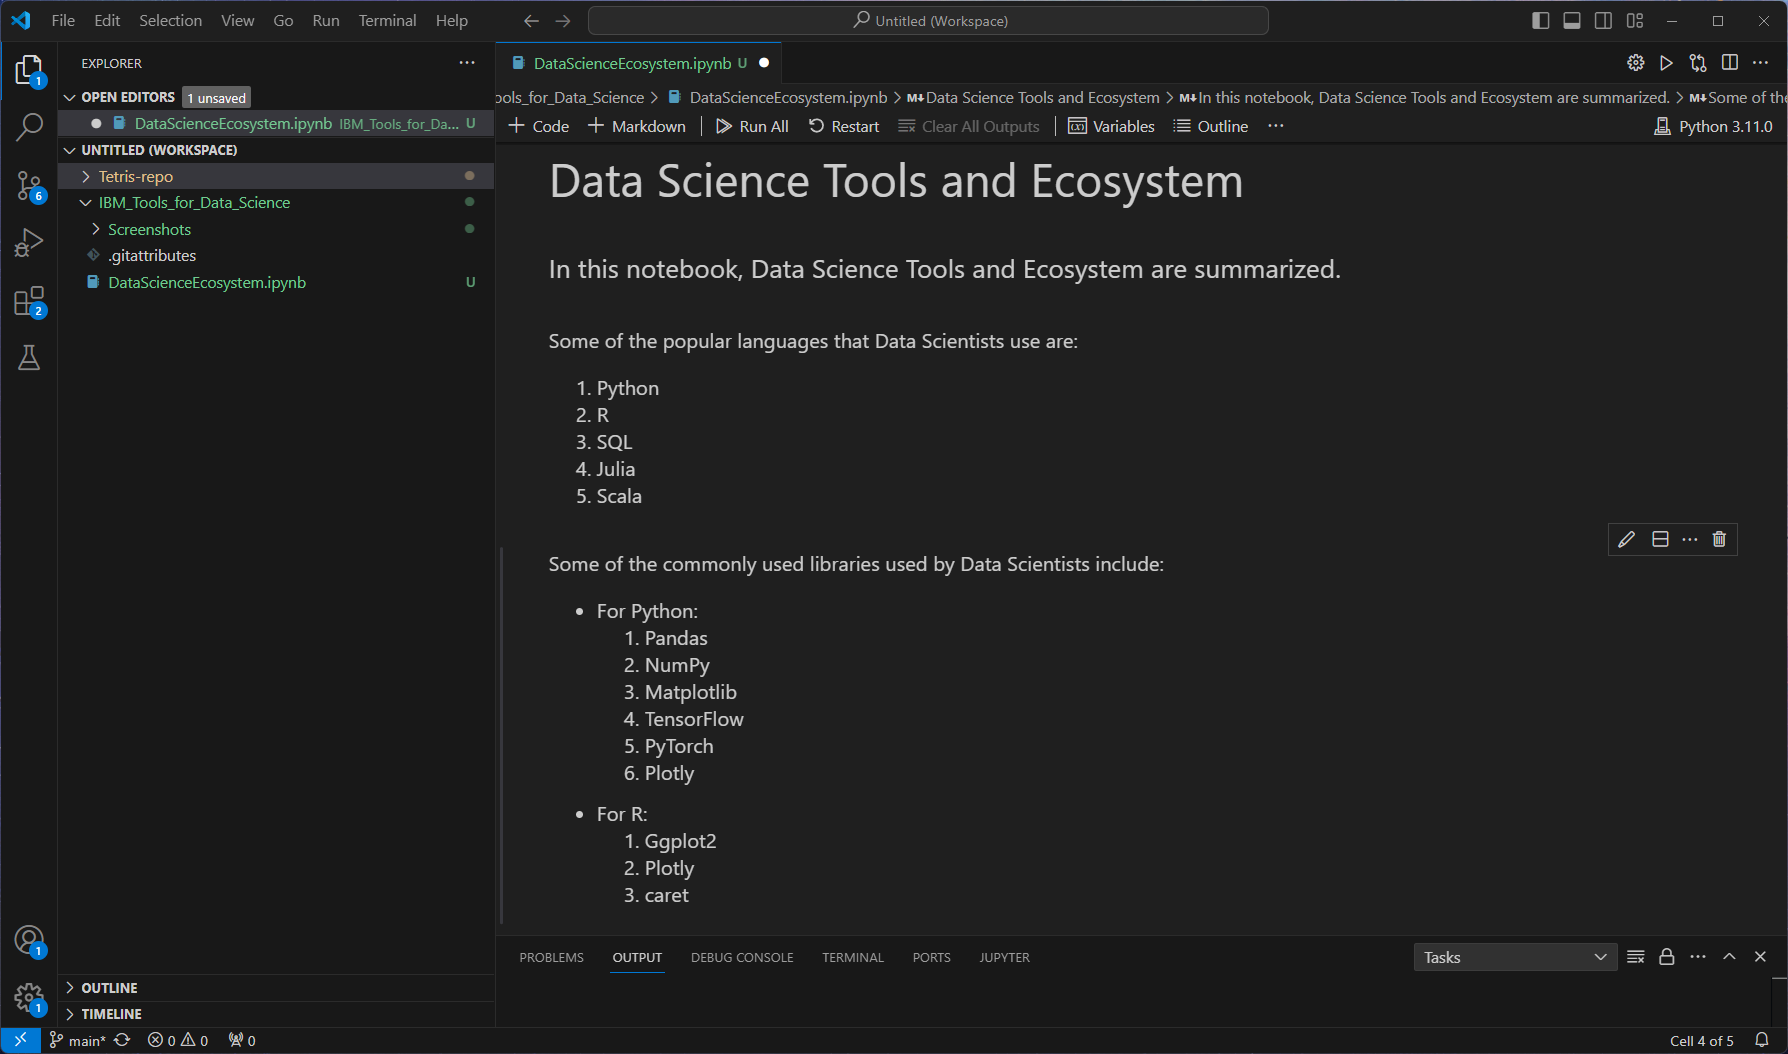 File Edit Selection View Go Run Terminal Help
Untitled (Workspace)
EXPLORER
OPEN EDITORS 1 unsaved
DataScienceEcosystem.ipynb IBM_Tools_for_Da... U
UNTITLED (WORKSPACE)
Tetris-repo
IBM_Tools_for_Data_Science
Screenshots
.gitattributes
DataScienceEcosystem.ipynb U
OUTLINE
TIMELINE
1
6
2
1
1
DataScienceEcosystem.ipynb U
ools_for_Data_Science > DataScienceEcosystem.ipynb > M↓Data Science Tools and Ecosystem > M↓In this notebook, Data Science Tools and Ecosystem are summarized. > M↓Some of the
Code Markdown Run All Restart Clear All Outputs Variables Outline ... Python 3.11.0
Data Science Tools and Ecosystem
In this notebook, Data Science Tools and Ecosystem are summarized.
Some of the popular languages that Data Scientists use are:
1. Python
2. R
3. SQL
4. Julia
5. Scala
Some of the commonly used libraries used by Data Scientists include:
• For Python:
1. Pandas
2. NumPy
3. Matplotlib
4. TensorFlow
5. PyTorch
6. Plotly
• For R:
1. Ggplot2
2. Plotly
3. caret
PROBLEMS OUTPUT DEBUG CONSOLE TERMINAL PORTS JUPYTER Tasks
main* 0 0 0 Cell 4 of 5